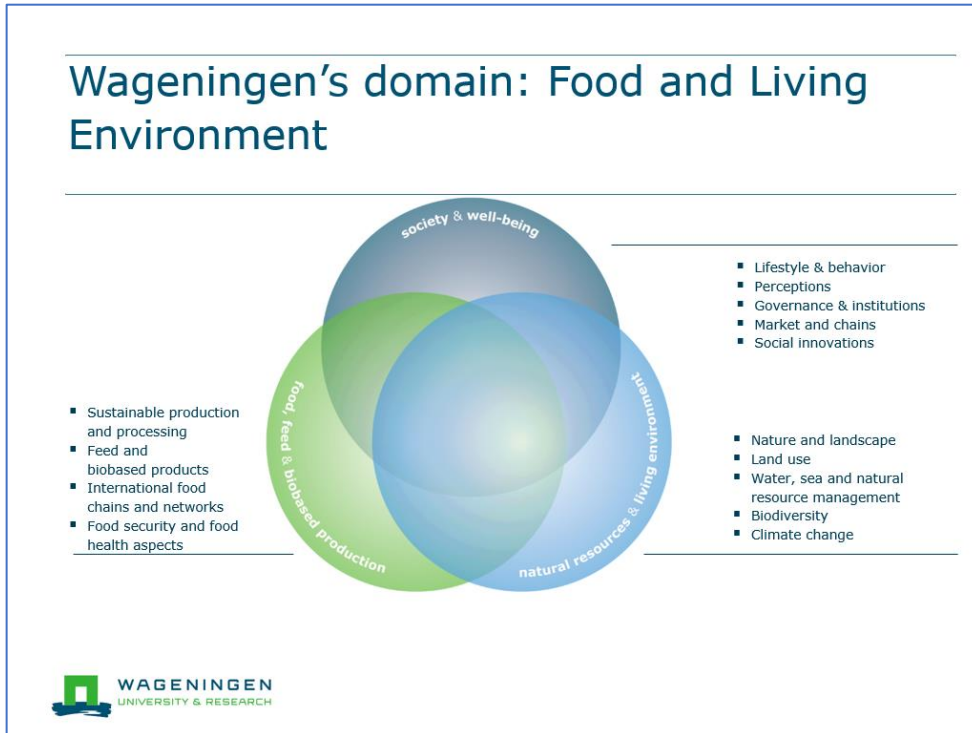 Wageningen's domain: Food and Living
Environment
society & well-being
▪ Lifestyle & behavior
▪ Perceptions
▪ Governance & institutions
▪ Market and chains
▪ Social innovations
food, feed & biobased production
▪ Sustainable production
and processing
▪ Feed and
biobased products
▪ International food
chains and networks
▪ Food security and food
health aspects
natural resources & living environment
▪ Nature and landscape
▪ Land use
▪ Water, sea and natural
resource management
▪ Biodiversity
▪ Climate change
WAGENINGEN
UNIVERSITY & RESEARCH